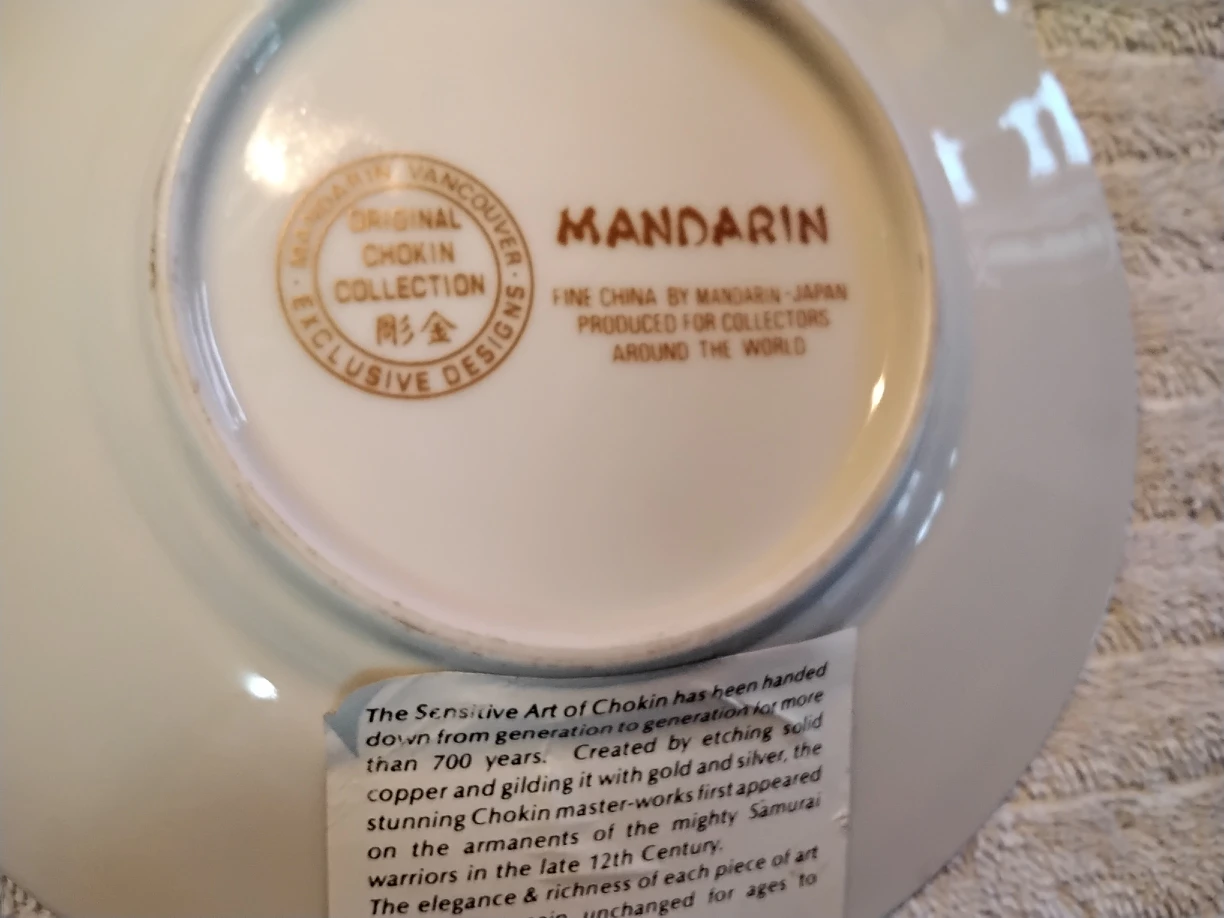 MANDARIN VANCOUVER
ORIGINAL
CHOKIN
COLLECTION
彫金
· EXCLUSIVE DESIGNS ·
MANDARIN
FINE CHINA BY MANDARIN-JAPAN
PRODUCED FOR COLLECTORS
AROUND THE WORLD
The Sensitive Art of Chokin has been handed
down from generation to generation for more
than 700 years. Created by etching solid
copper and gilding it with gold and silver, the
stunning Chokin master-works first appeared
on the armanents of the mighty Samurai
warriors in the late 12th Century.
The elegance & richness of each piece of art
unchanged for ages to